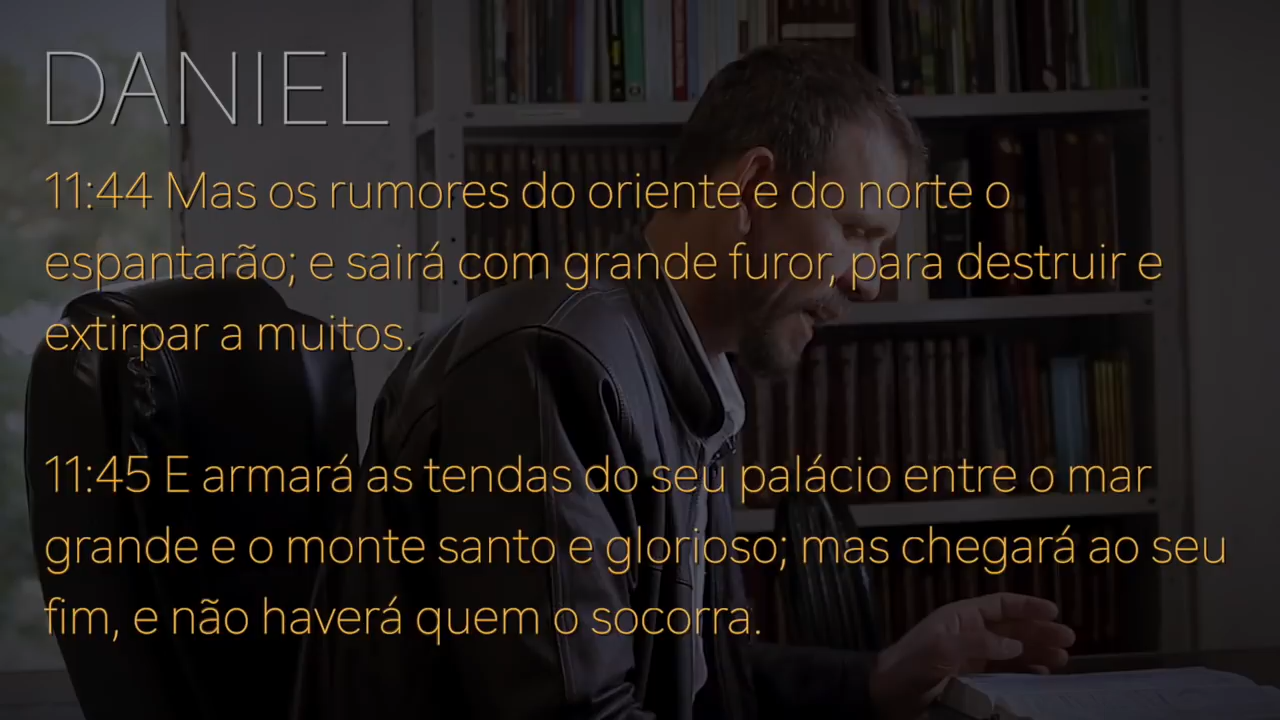 DANIEL
11:44 Mas os rumores do oriente e do norte o
espantarão; e sairá com grande furor, para destruir e
extirpar a muitos.
11:45 E armará as tendas do seu palácio entre o mar
grande e o monte santo e glorioso; mas chegará ao seu
fim, e não haverá quem o socorra.